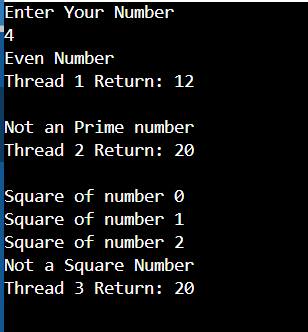 Enter Your Number
4
Even Number
Thread 1 Return: 12
Not an Prime number
Thread 2 Return: 20
Square of number 0
Square of number 1
Square of number 2
Not a Square Number
Thread 3 Return: 20